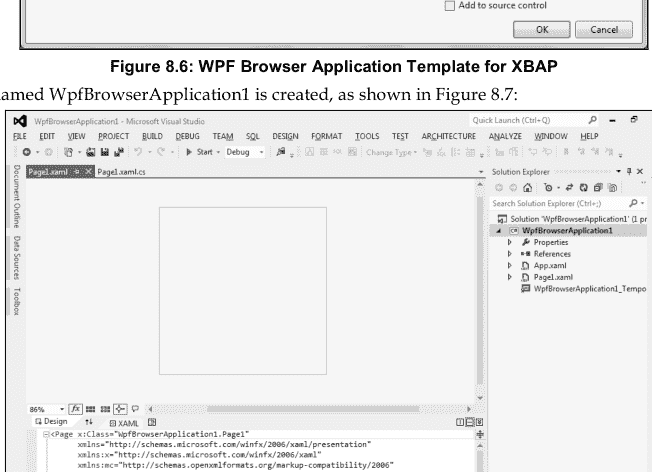 Add to source control
OK Cancel
Figure 8.6: WPF Browser Application Template for XBAP
named WpfBrowserApplication1 is created, as shown in Figure 8.7:
WpfBrowserApplication1 - Microsoft Visual Studio
Quick Launch (Ctrl+Q)
FILE EDIT VIEW PROJECT BUILD DEBUG TEAM SQL DESIGN FORMAT TOOLS TEST ARCHITECTURE ANALYZE WINDOW HELP
Start Debug Change Type
Page1.xaml Page1.xaml.cs
Solution Explorer
Document Outline
Data Sources
Toolbox
Search Solution Explorer (Ctrl+;)
Solution 'WpfBrowserApplication1' (1 pr
WpfBrowserApplication1
Properties
References
App.xaml
Page1.xaml
WpfBrowserApplication1_Tempo
86% fx
Design XAML
<Page x:Class="WpfBrowserApplication1.Page1"
xmlns="http://schemas.microsoft.com/winfx/2006/xaml/presentation"
xmlns:x="http://schemas.microsoft.com/winfx/2006/xaml"
xmlns:mc="http://schemas.openxmlformats.org/markup-compatibility/2006"